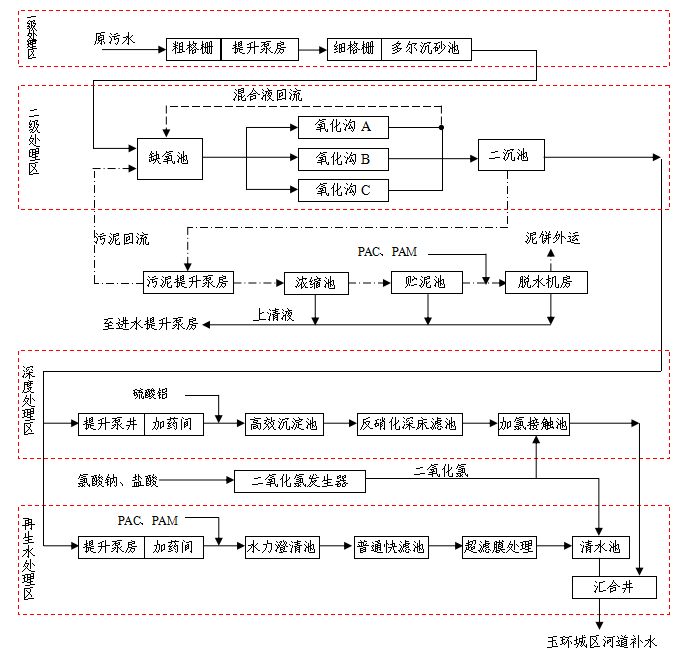 一级处理区
原污水
粗格栅
提升泵房
细格栅
多尔沉砂池
二级处理区
混合液回流
缺氧池
氧化沟 A
氧化沟 B
氧化沟 C
二沉池
污泥回流
PAC、PAM
泥饼外运
污泥提升泵房
浓缩池
贮泥池
脱水机房
至进水提升泵房
上清液
深度处理区
硫酸铝
提升泵井
加药间
高效沉淀池
反硝化深床滤池
加氯接触池
氯酸钠、盐酸
二氧化氯发生器
二氧化氯
再生水处理区
PAC、PAM
提升泵房
加药间
水力澄清池
普通快滤池
超滤膜处理
清水池
汇合井
玉环城区河道补水